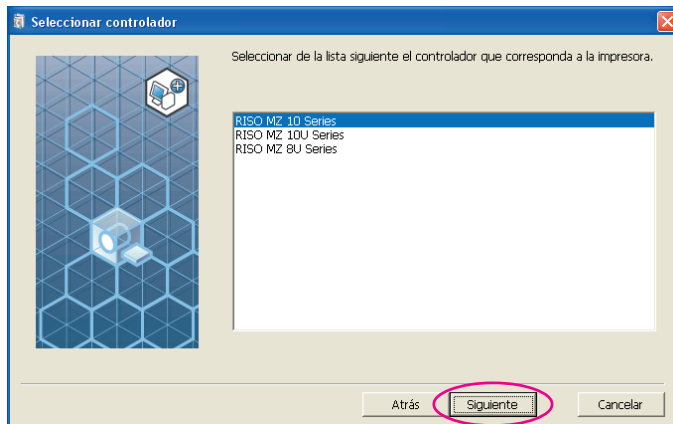 Seleccionar controlador
Seleccionar de la lista siguiente el controlador que corresponda a la impresora.
RISO MZ 10 Series
RISO MZ 10U Series
RISO MZ 8U Series
Atrás Siguiente Cancelar